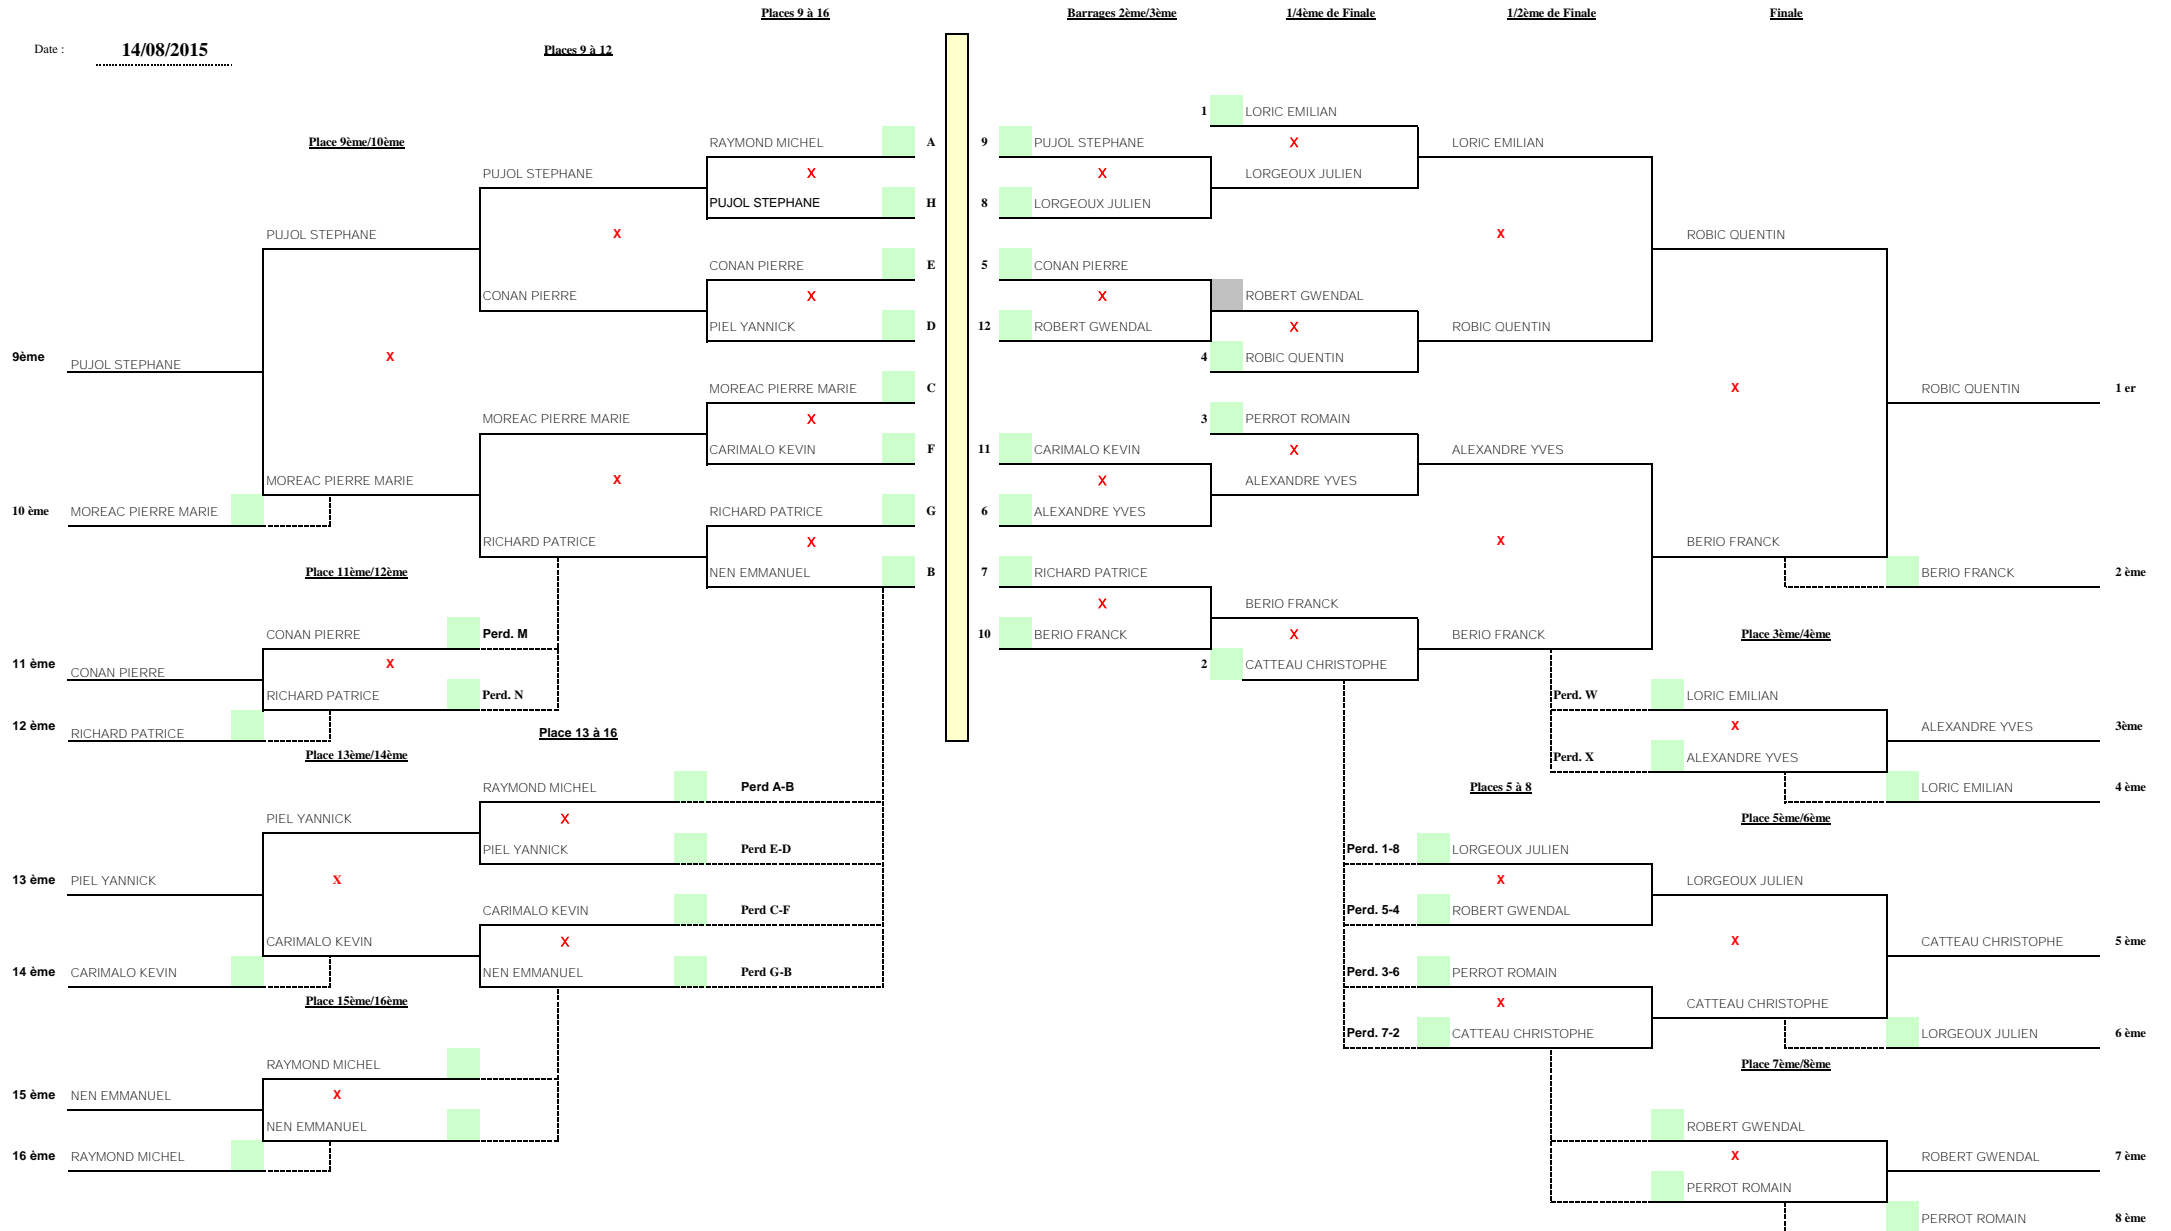 Places 9 à 16
Barrages 2ème/3ème
1/4ème de Finale
1/2ème de Finale
Finale
Date :
14/08/2015
Places 9 à 12
Place 9ème/10ème
RAYMOND MICHEL
A
X
PUJOL STEPHANE
H
PUJOL STEPHANE
X
CONAN PIERRE
E
X
PIEL YANNICK
D
CONAN PIERRE
PUJOL STEPHANE
X
9ème
PUJOL STEPHANE
MOREAC PIERRE MARIE
C
X
CARIMALO KEVIN
F
MOREAC PIERRE MARIE
X
RICHARD PATRICE
G
X
NEN EMMANUEL
B
RICHARD PATRICE
MOREAC PIERRE MARIE
10 ème
MOREAC PIERRE MARIE
Place 11ème/12ème
CONAN PIERRE
Perd. M
X
11 ème
CONAN PIERRE
RICHARD PATRICE
Perd. N
12 ème
RICHARD PATRICE
Place 13 à 16
Place 13ème/14ème
RAYMOND MICHEL
Perd A-B
X
PIEL YANNICK
Perd E-D
PIEL YANNICK
X
13 ème
PIEL YANNICK
CARIMALO KEVIN
Perd C-F
X
NEN EMMANUEL
Perd G-B
CARIMALO KEVIN
14 ème
CARIMALO KEVIN
Place 15ème/16ème
RAYMOND MICHEL
X
15 ème
NEN EMMANUEL
NEN EMMANUEL
16 ème
RAYMOND MICHEL
9
PUJOL STEPHANE
X
8
LORGEOUX JULIEN
5
CONAN PIERRE
X
12
ROBERT GWENDAL
11
CARIMALO KEVIN
X
6
ALEXANDRE YVES
7
RICHARD PATRICE
X
10
BERIO FRANCK
1
LORIC EMILIAN
X
LORGEOUX JULIEN
ROBERT GWENDAL
X
4
ROBIC QUENTIN
3
PERROT ROMAIN
X
ALEXANDRE YVES
BERIO FRANCK
X
2
CATTEAU CHRISTOPHE
LORIC EMILIAN
X
ROBIC QUENTIN
ALEXANDRE YVES
X
BERIO FRANCK
ROBIC QUENTIN
X
BERIO FRANCK
ROBIC QUENTIN
1 er
BERIO FRANCK
2 ème
Place 3ème/4ème
Perd. W
LORIC EMILIAN
X
Perd. X
ALEXANDRE YVES
ALEXANDRE YVES
3ème
LORIC EMILIAN
4 ème
Places 5 à 8
Place 5ème/6ème
Perd. 1-8
LORGEOUX JULIEN
X
Perd. 5-4
ROBERT GWENDAL
Perd. 3-6
PERROT ROMAIN
X
Perd. 7-2
CATTEAU CHRISTOPHE
LORGEOUX JULIEN
X
CATTEAU CHRISTOPHE
CATTEAU CHRISTOPHE
5 ème
LORGEOUX JULIEN
6 ème
Place 7ème/8ème
ROBERT GWENDAL
X
PERROT ROMAIN
ROBERT GWENDAL
7 ème
PERROT ROMAIN
8 ème